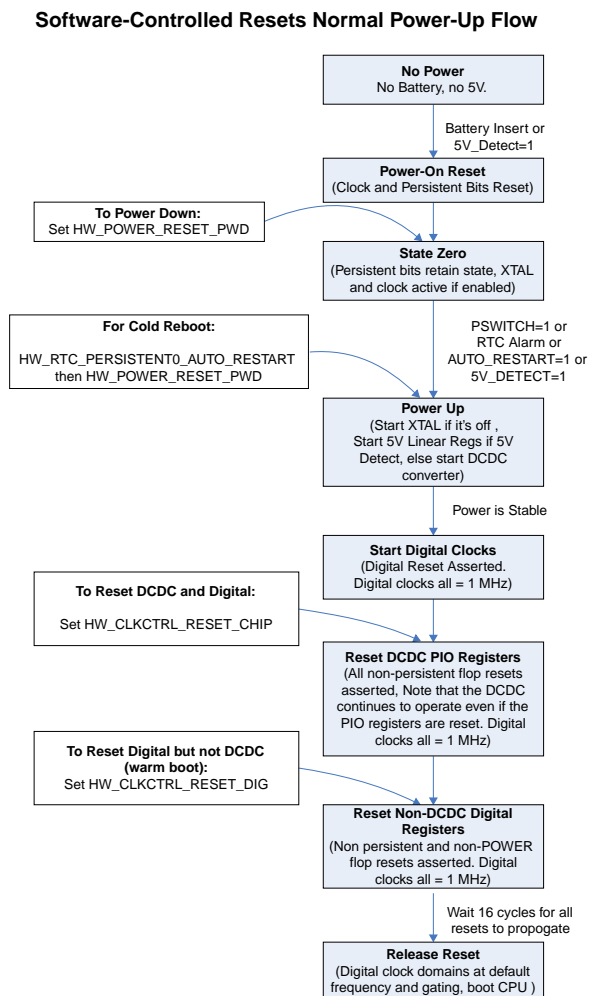 Software-Controlled Resets Normal Power-Up Flow
No Power
No Battery, no 5V.
Battery Insert or
5V_Detect=1
Power-On Reset
(Clock and Persistent Bits Reset)
To Power Down:
Set HW_POWER_RESET_PWD
State Zero
(Persistent bits retain state, XTAL
and clock active if enabled)
For Cold Reboot:
HW_RTC_PERSISTENT0_AUTO_RESTART
then HW_POWER_RESET_PWD
PSWITCH=1 or
RTC Alarm or
AUTO_RESTART=1 or
5V_DETECT=1
Power Up
(Start XTAL if it's off ,
Start 5V Linear Regs if 5V
Detect, else start DCDC
converter)
Power is Stable
Start Digital Clocks
(Digital Reset Asserted.
Digital clocks all = 1 MHz)
To Reset DCDC and Digital:
Set HW_CLKCTRL_RESET_CHIP
Reset DCDC PIO Registers
(All non-persistent flop resets
asserted, Note that the DCDC
continues to operate even if the
PIO registers are reset. Digital
clocks all = 1 MHz)
To Reset Digital but not DCDC
(warm boot):
Set HW_CLKCTRL_RESET_DIG
Reset Non-DCDC Digital
Registers
(Non persistent and non-POWER
flop resets asserted. Digital
clocks all = 1 MHz)
Wait 16 cycles for all
resets to propogate
Release Reset
(Digital clock domains at default
frequency and gating, boot CPU )